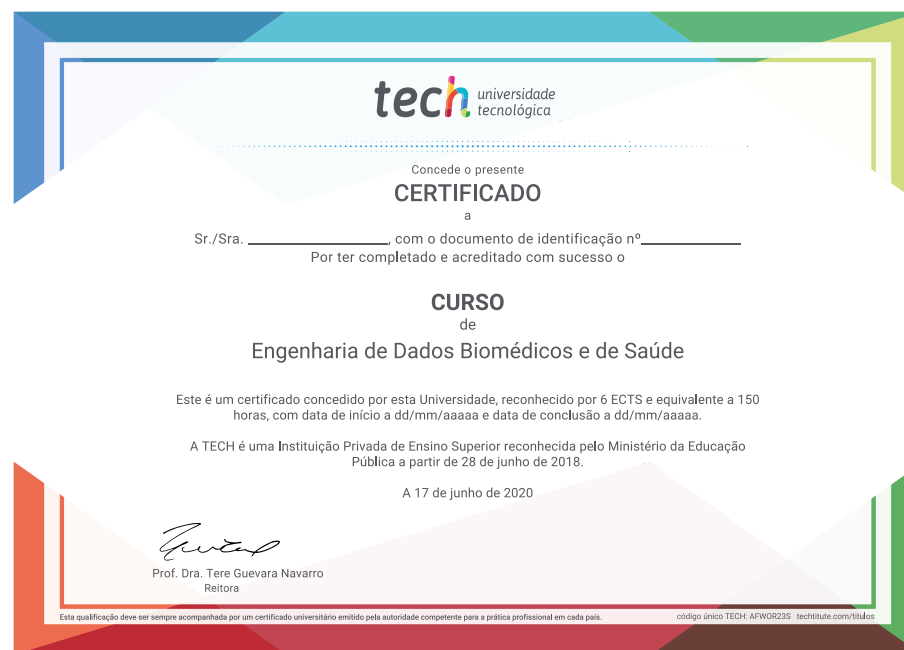 tech universidade
tecnológica
Concede o presente
CERTIFICADO
a
Sr./Sra. ________________, com o documento de identificação nº____________
Por ter completado e acreditado com sucesso o
CURSO
de
Engenharia de Dados Biomédicos e de Saúde
Este é um certificado concedido por esta Universidade, reconhecido por 6 ECTS e equivalente a 150
horas, com data de início a dd/mm/aaaaa e data de conclusão a dd/mm/aaaaa.
A TECH é uma Instituição Privada de Ensino Superior reconhecida pelo Ministério da Educação
Pública a partir de 28 de junho de 2018.
A 17 de junho de 2020
Prof. Dra. Tere Guevara Navarro
Reitora
Esta qualificação deve ser sempre acompanhada por um certificado universitário emitido pela autoridade competente para a prática profissional em cada país. código único TECH: AFWOR23S techtitute.com/titulos